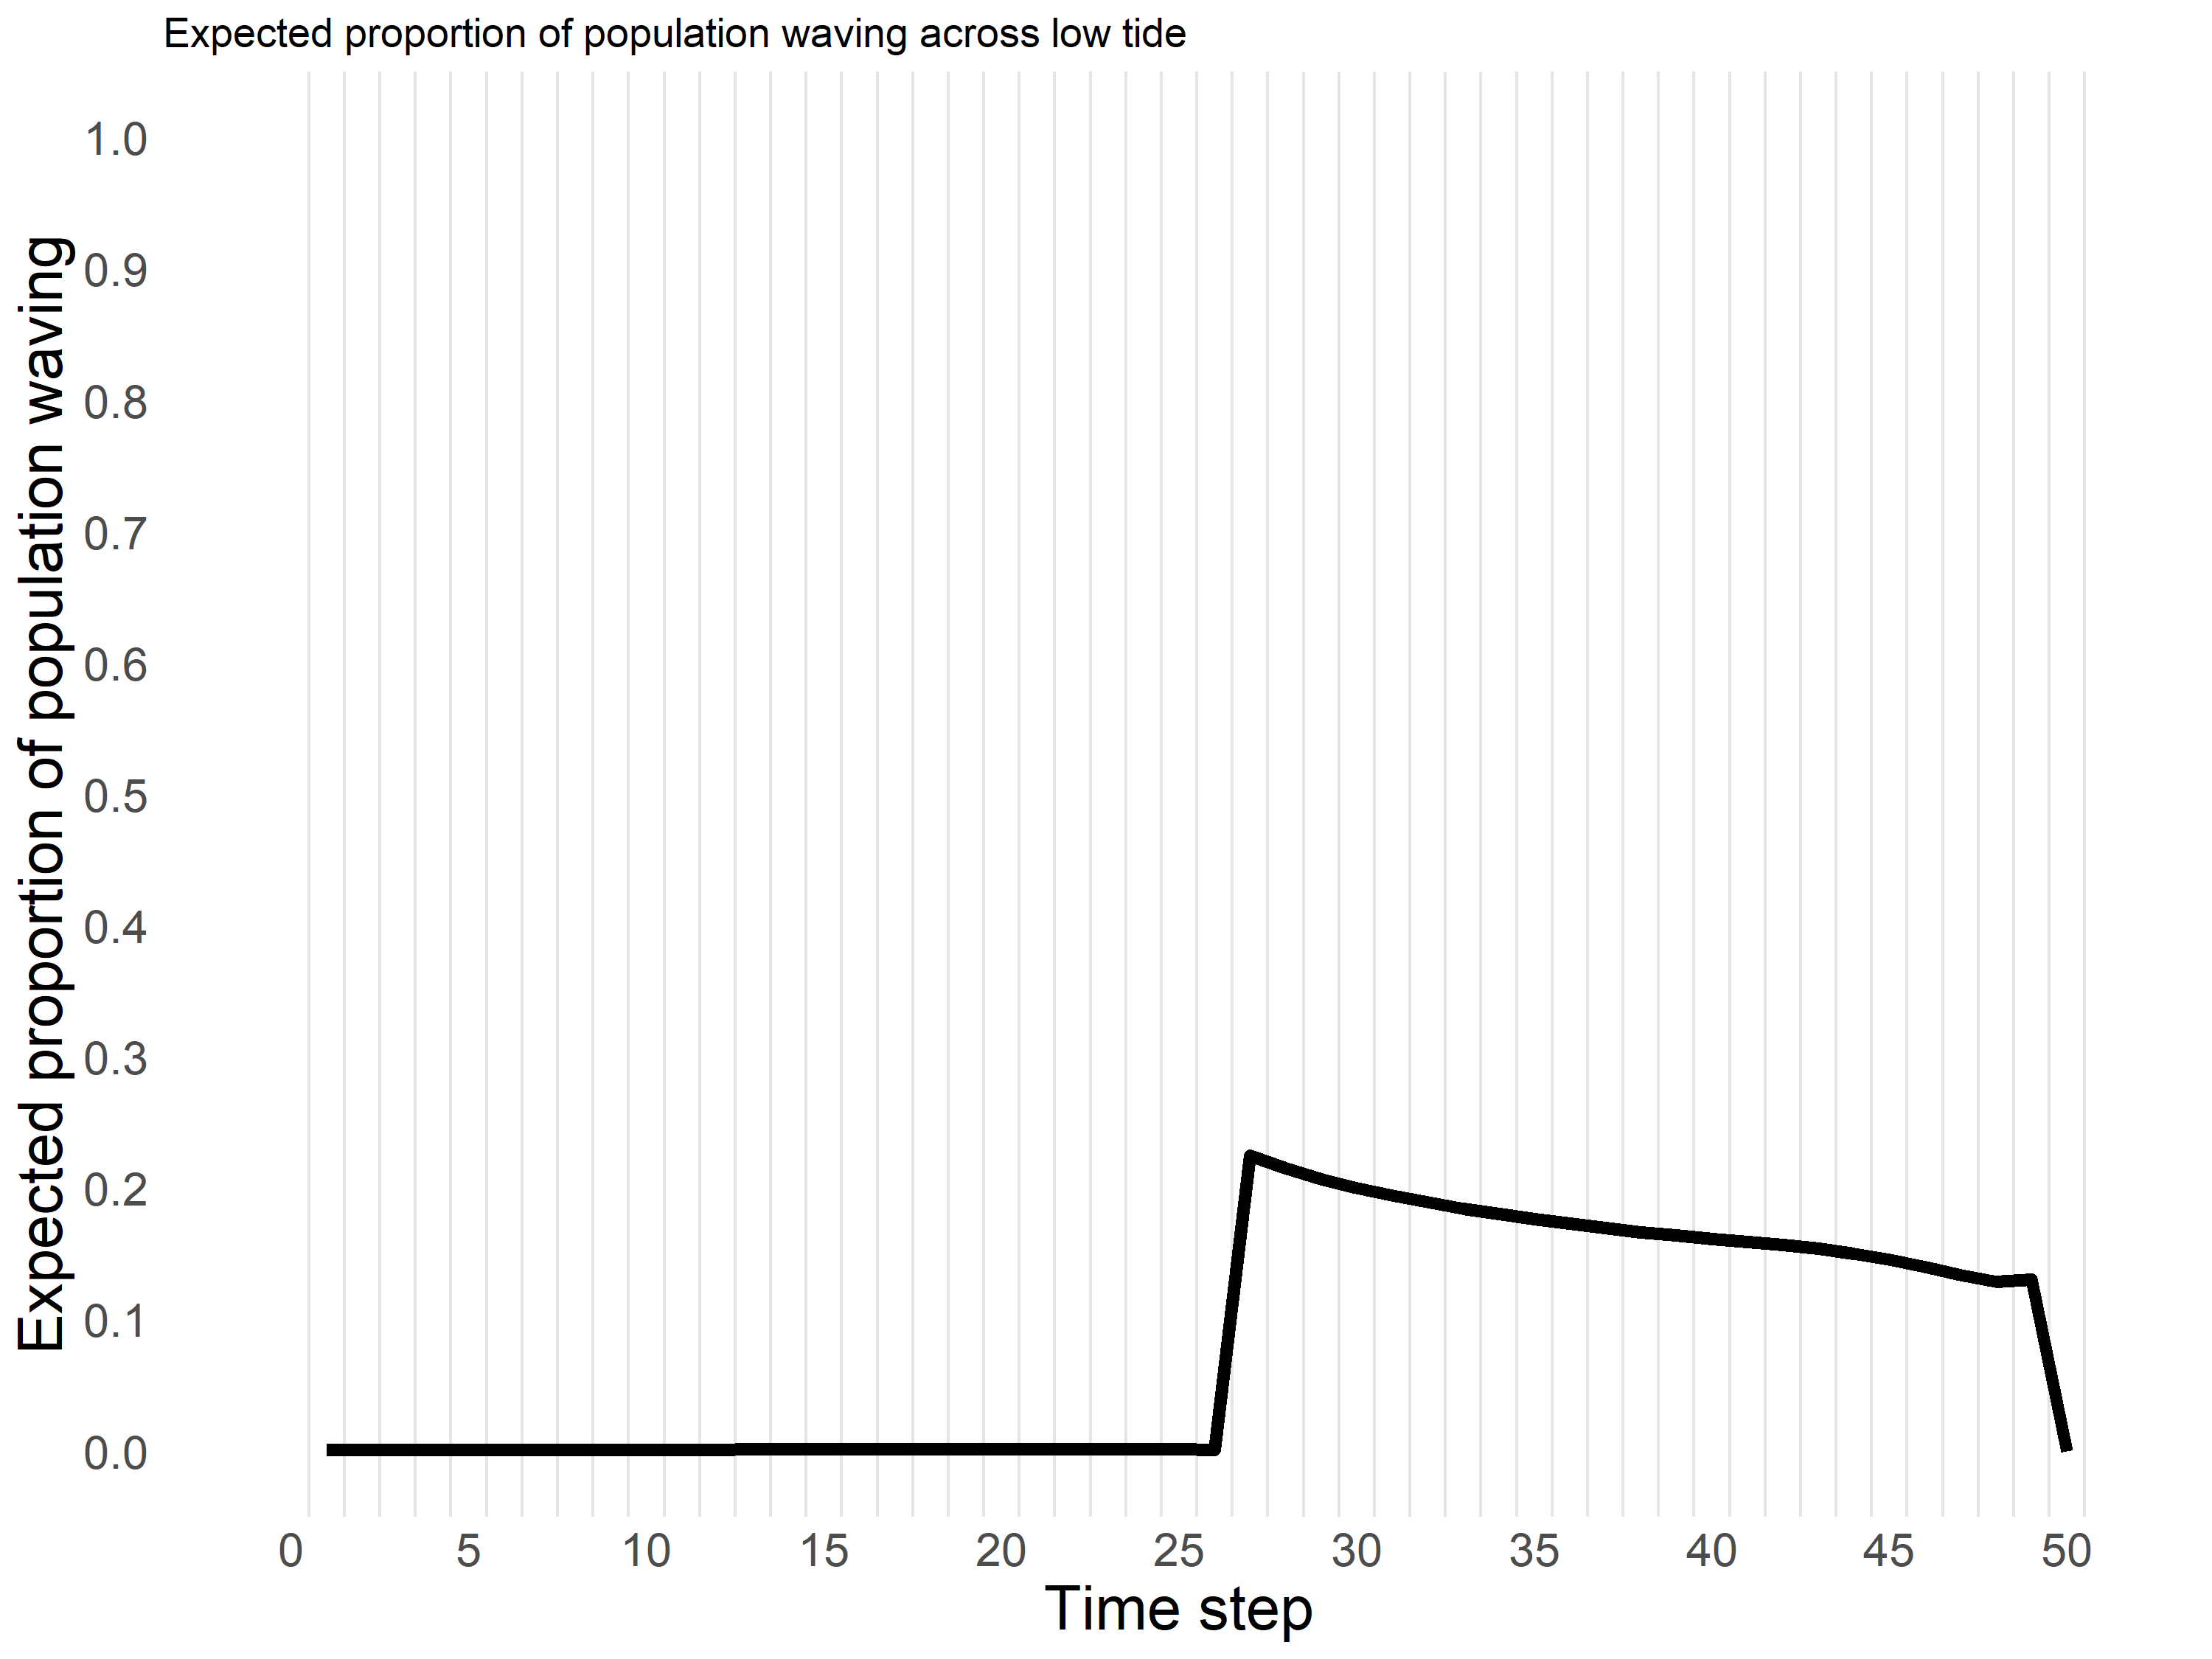 Expected proportion of population waving across low tide
Expected proportion of population waving
1.0
0.9
0.8
0.7
0.6
0.5
0.4
0.3
0.2
0.1
0.0
0 5 10 15 20 25 30 35 40 45 50
Time step